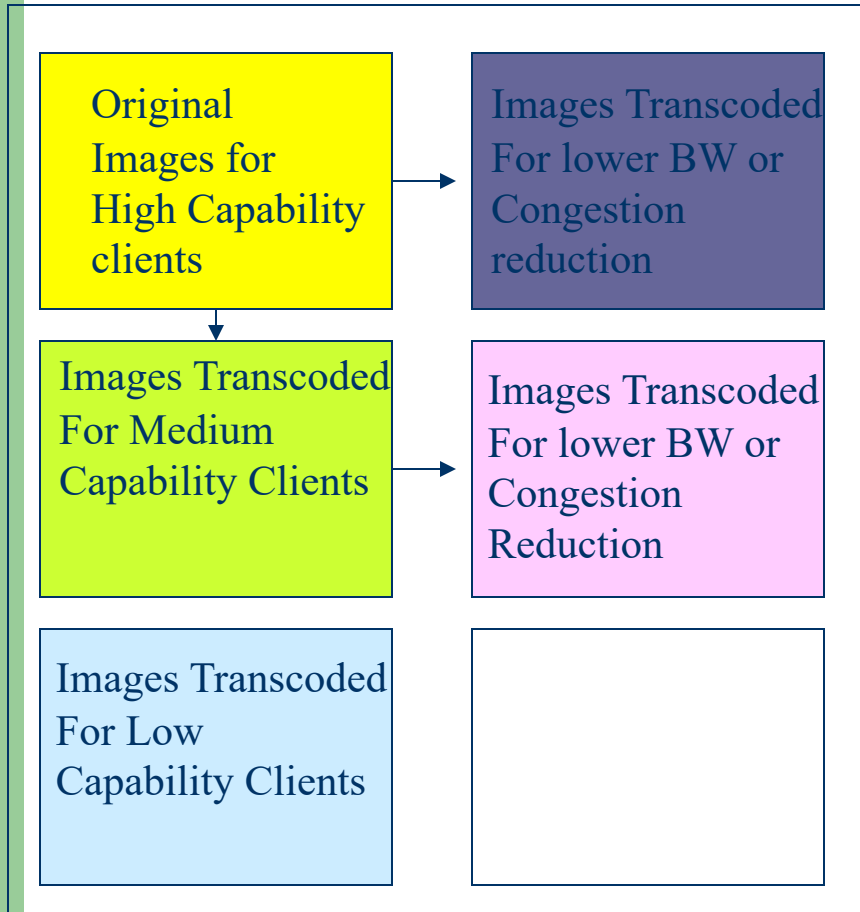 Original
Images for
High Capability
clients
Images Transcoded
For lower BW or
Congestion
reduction
Images Transcoded
For Medium
Capability Clients
Images Transcoded
For lower BW or
Congestion
Reduction
Images Transcoded
For Low
Capability Clients